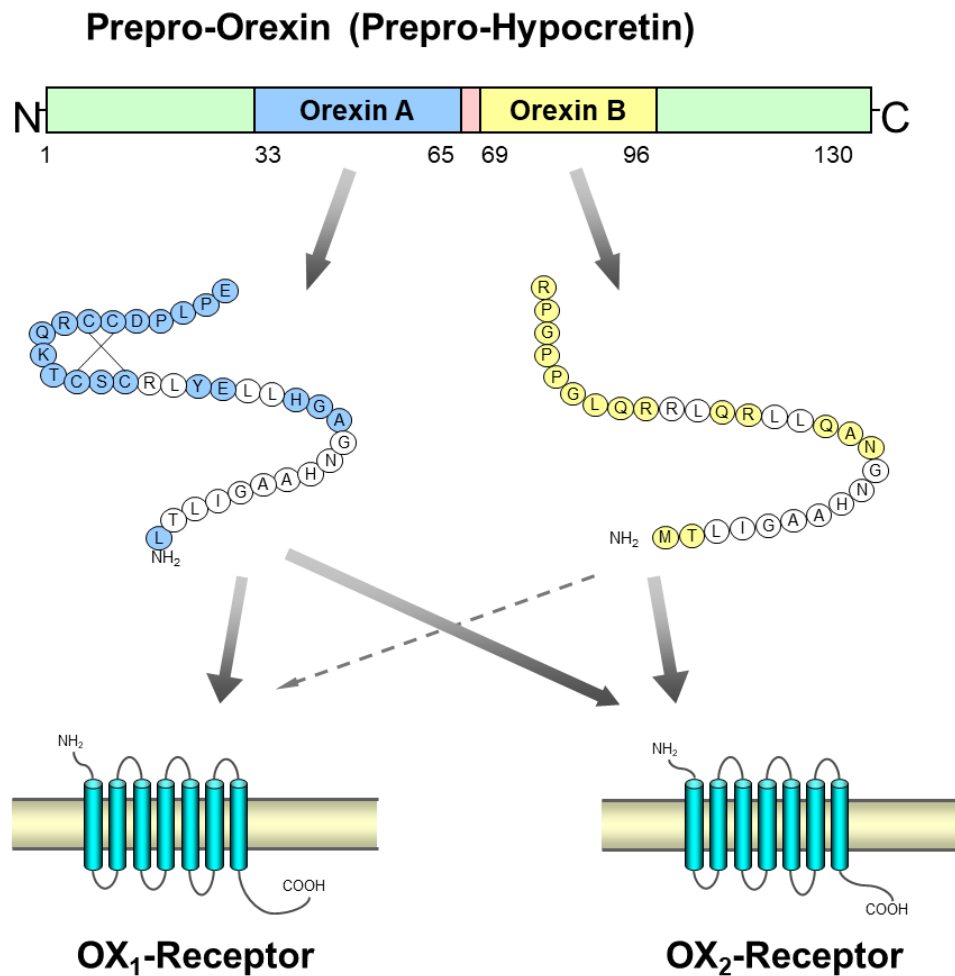 Prepro-Orexin (Prepro-Hypocretin)
N Orexin A Orexin B C
1 33 65 69 96 130
E P L P D C C R Q K T C S C R L Y E L L H G A G N H A A G I L T L
NH₂
R P G P P G L Q R R L Q R L L Q A N G N H A A G I L T M
NH₂
NH₂
COOH
OX₁-Receptor
NH₂
COOH
OX₂-Receptor